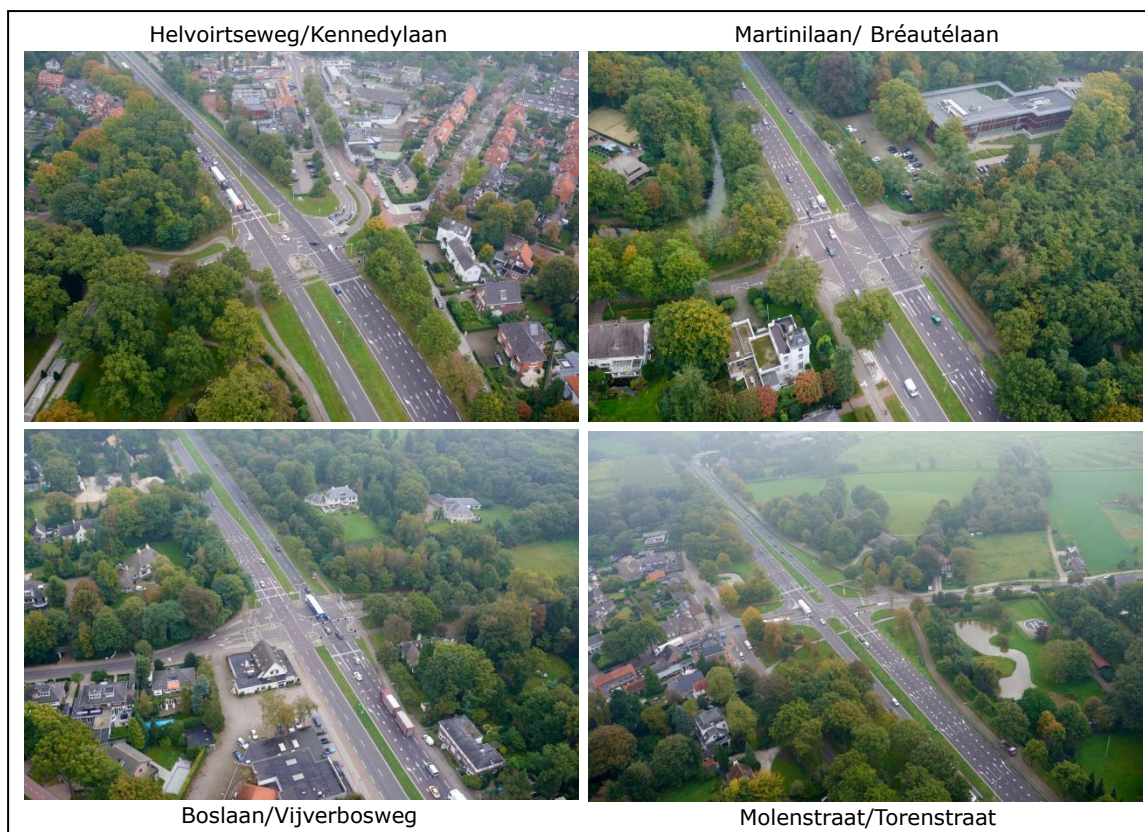 Helvoirtseweg/Kennedylaan
Martinilaan/ Bréautélaan
Boslaan/Vijverbosweg
Molenstraat/Torenstraat